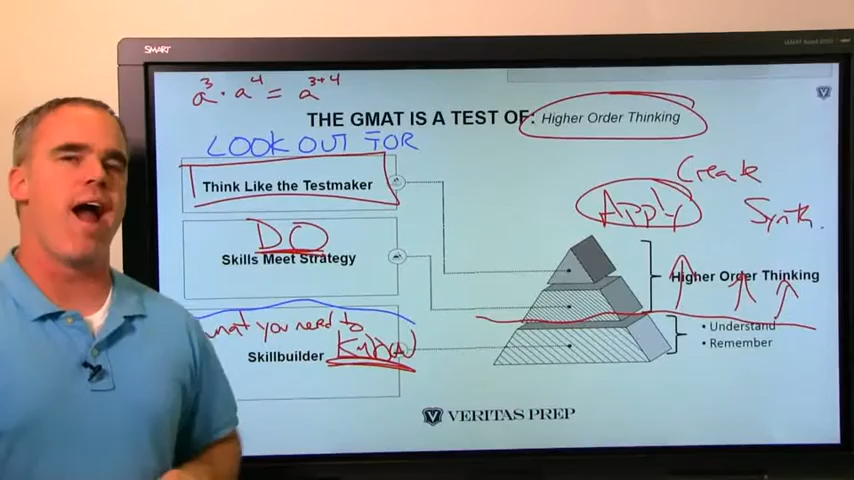 SMART
a³ · a⁴ = a³⁺⁴
THE GMAT IS A TEST OF: Higher Order Thinking
LOOK OUT FOR
Think Like the Testmaker
DO
Skills Meet Strategy
what you need to
Skillbuilder KNOW
Create
Apply
Synth.
Higher Order Thinking
• Understand
• Remember
VERITAS PREP